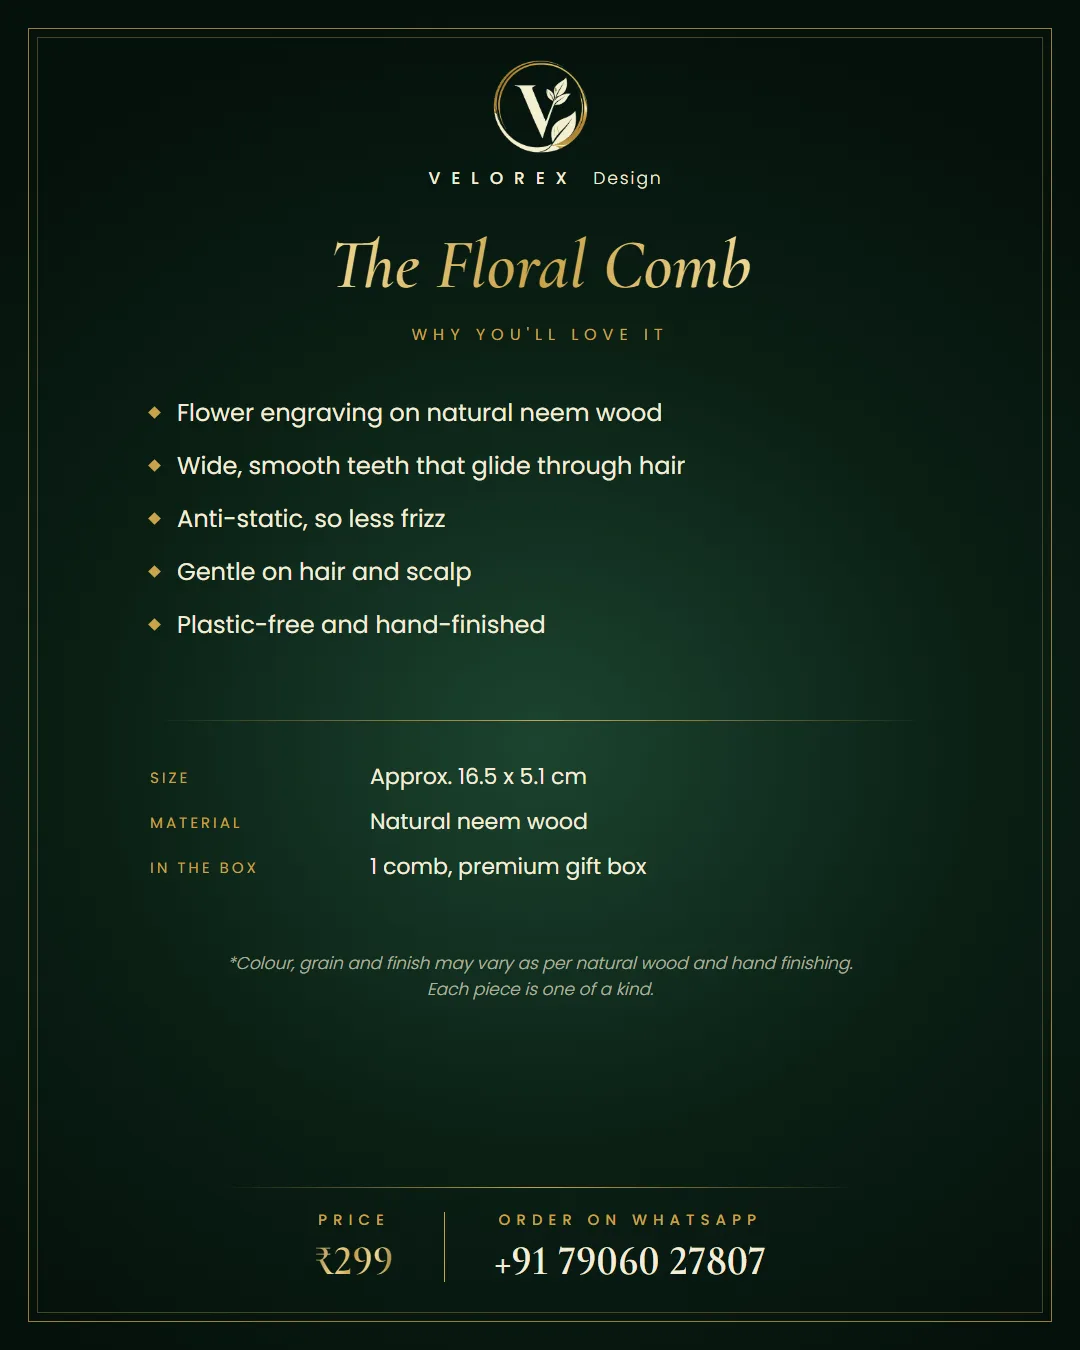 V
VELOREX Design
The Floral Comb
WHY YOU'LL LOVE IT
Flower engraving on natural neem wood
Wide, smooth teeth that glide through hair
Anti-static, so less frizz
Gentle on hair and scalp
Plastic-free and hand-finished
SIZE Approx. 16.5 x 5.1 cm
MATERIAL Natural neem wood
IN THE BOX 1 comb, premium gift box
*Colour, grain and finish may vary as per natural wood and hand finishing.
Each piece is one of a kind.
PRICE ORDER ON WHATSAPP
₹299 +91 79060 27807